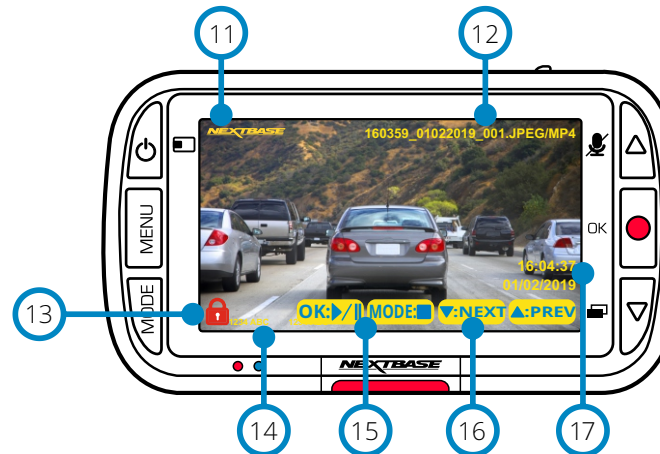 11
12
NEXTBASE
160359_01022019_001.JPEG/MP4
MENU
OK
16:04:37
01/02/2019
MODE
13
OK:▶/❚❚ MODE:■ ▼:NEXT ▲:PREV
NEXTBASE
14
15
16
17